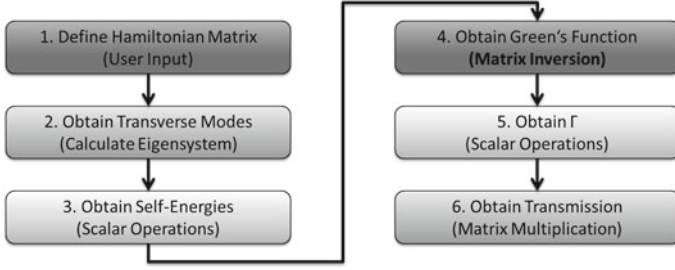 1. Define Hamiltonian Matrix
(User Input)
2. Obtain Transverse Modes
(Calculate Eigensystem)
3. Obtain Self-Energies
(Scalar Operations)
4. Obtain Green‘s Function
(Matrix Inversion)
5. Obtain Γ
(Scalar Operations)
6. Obtain Transmission
(Matrix Multiplication)